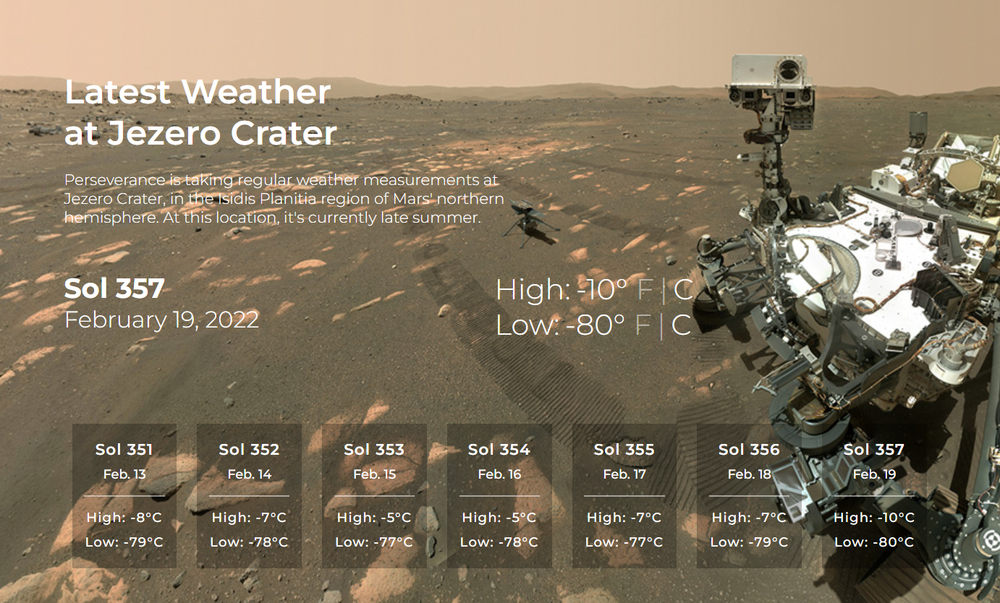 Latest Weather
at Jezero Crater
Perseverance is taking regular weather measurements at
Jezero Crater, in the Isidis Planitia region of Mars' northern
hemisphere. At this location, it's currently late summer.
Sol 357
February 19, 2022
High: -10° F | C
Low: -80° F | C
Sol 351
Feb. 13
High: -8°C
Low: -79°C
Sol 352
Feb. 14
High: -7°C
Low: -78°C
Sol 353
Feb. 15
High: -5°C
Low: -77°C
Sol 354
Feb. 16
High: -5°C
Low: -78°C
Sol 355
Feb. 17
High: -7°C
Low: -77°C
Sol 356
Feb. 18
High: -7°C
Low: -79°C
Sol 357
Feb. 19
High: -10°C
Low: -80°C